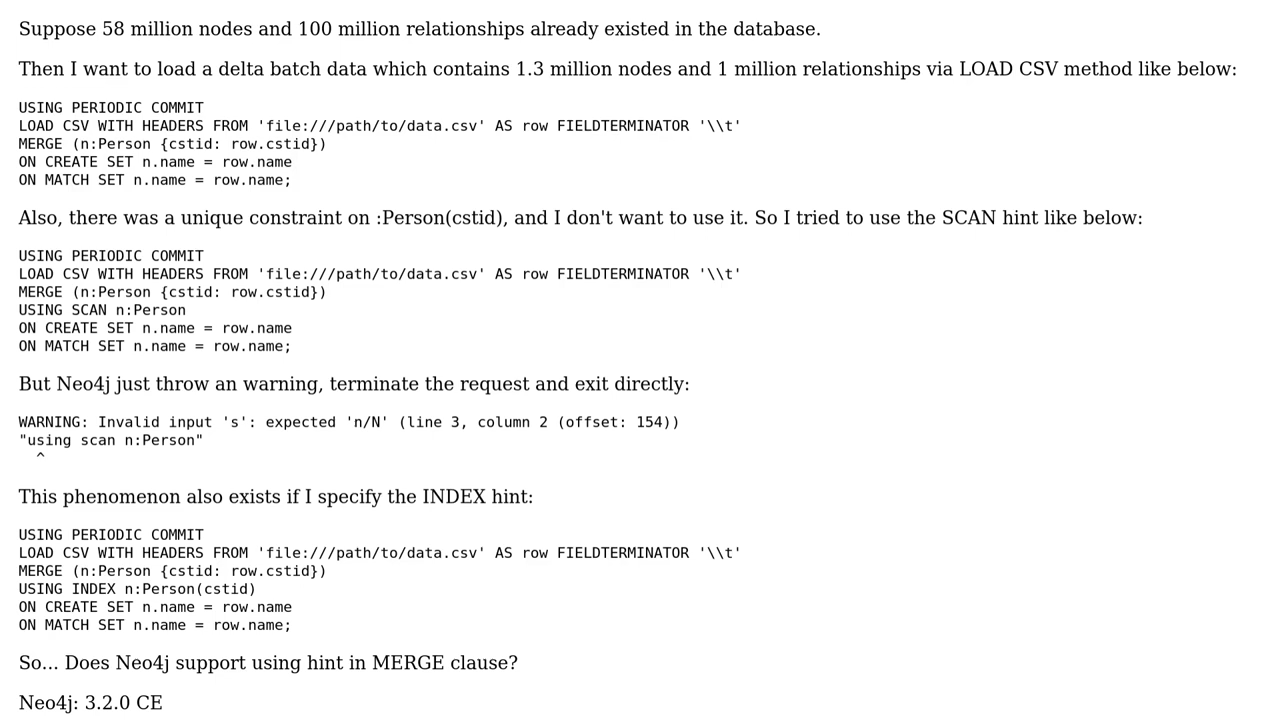 Suppose 58 million nodes and 100 million relationships already existed in the database.
Then I want to load a delta batch data which contains 1.3 million nodes and 1 million relationships via LOAD CSV method like below:
USING PERIODIC COMMIT
LOAD CSV WITH HEADERS FROM 'file:///path/to/data.csv' AS row FIELDTERMINATOR '\\t'
MERGE (n:Person {cstid: row.cstid})
ON CREATE SET n.name = row.name
ON MATCH SET n.name = row.name;
Also, there was a unique constraint on :Person(cstid), and I don't want to use it. So I tried to use the SCAN hint like below:
USING PERIODIC COMMIT
LOAD CSV WITH HEADERS FROM 'file:///path/to/data.csv' AS row FIELDTERMINATOR '\\t'
MERGE (n:Person {cstid: row.cstid})
USING SCAN n:Person
ON CREATE SET n.name = row.name
ON MATCH SET n.name = row.name;
But Neo4j just throw an warning, terminate the request and exit directly:
WARNING: Invalid input 's': expected 'n/N' (line 3, column 2 (offset: 154))
"using scan n:Person"
^
This phenomenon also exists if I specify the INDEX hint:
USING PERIODIC COMMIT
LOAD CSV WITH HEADERS FROM 'file:///path/to/data.csv' AS row FIELDTERMINATOR '\\t'
MERGE (n:Person {cstid: row.cstid})
USING INDEX n:Person(cstid)
ON CREATE SET n.name = row.name
ON MATCH SET n.name = row.name;
So... Does Neo4j support using hint in MERGE clause?
Neo4j: 3.2.0 CE